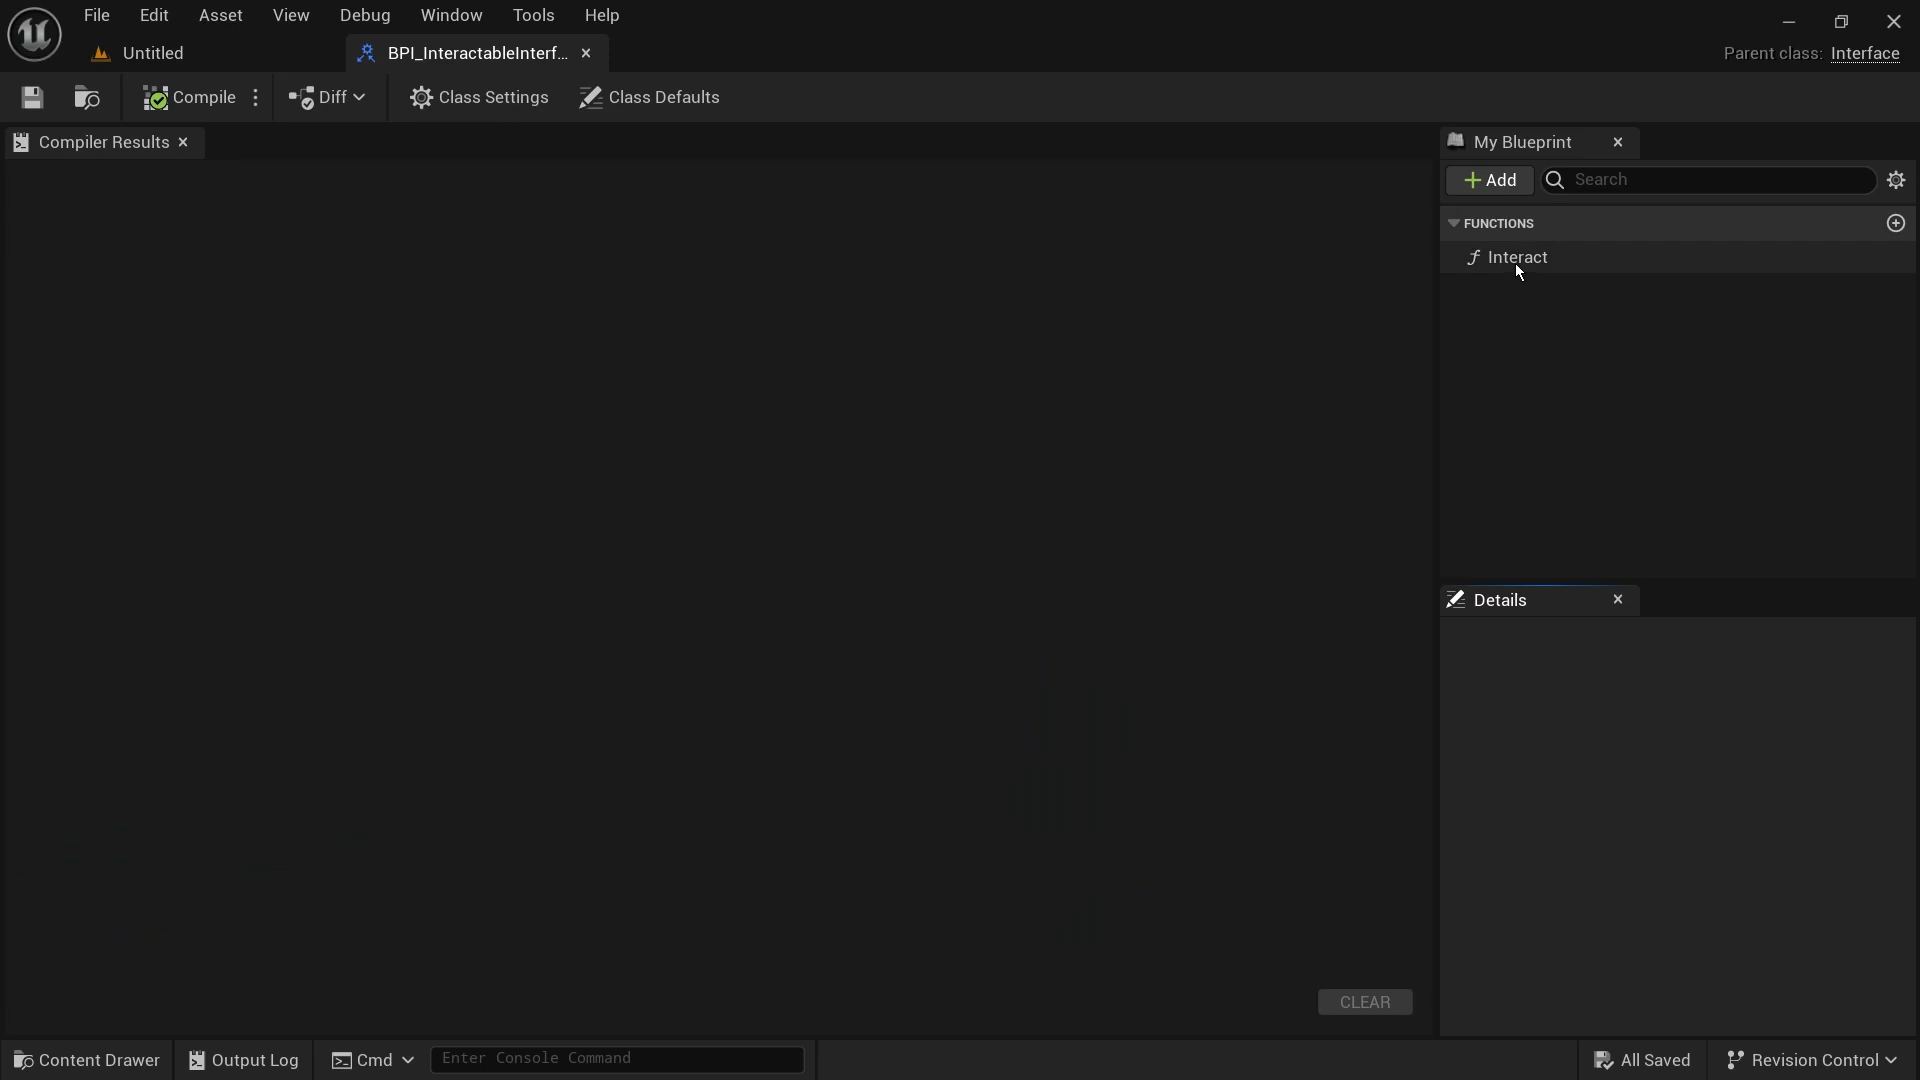 File Edit Asset View Debug Window Tools Help
Untitled BPI_InteractableInterf... Parent class: Interface
Compile Diff Class Settings Class Defaults
Compiler Results My Blueprint
Add Search
FUNCTIONS
f Interact
Details
CLEAR
Content Drawer Output Log Cmd Enter Console Command All Saved Revision Control